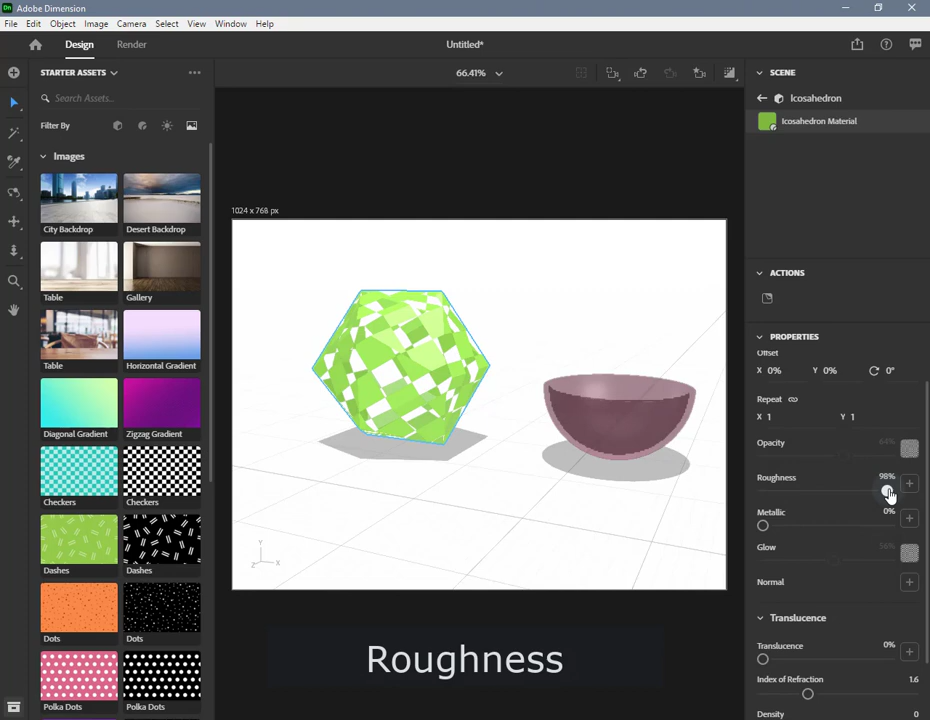 Dn Adobe Dimension
File Edit Object Image Camera Select View Window Help
Design Render Untitled*
STARTER ASSETS
66.41%
SCENE
Search Assets...
Icosahedron
Filter By
Icosahedron Material
Images
1024 x 768 px
City Backdrop Desert Backdrop
ACTIONS
Table Gallery
PROPERTIES
Offset
X 0% Y 0% 0°
Table Horizontal Gradient
Repeat
X 1 Y 1
Diagonal Gradient Zigzag Gradient
Opacity 64%
Roughness 98%
Checkers Checkers
Metallic 0%
Glow 56%
Y
X
Z
Dashes Dashes
Normal
Translucence
Dots Dots
Translucence 0%
Roughness
Index of Refraction 1.6
Polka Dots Polka Dots
Density 0